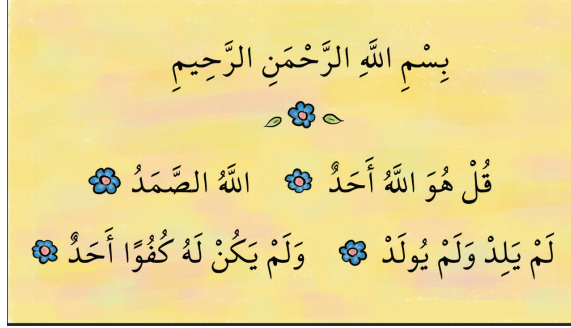 بِسْمِ اللَّهِ الرَّحْمَنِ الرَّحِيمِ
قُلْ هُوَ اللَّهُ أَحَدٌ اللَّهُ الصَّمَدُ
لَمْ يَلِدْ وَلَمْ يُولَدْ وَلَمْ يَكُنْ لَهُ كُفُوًا أَحَدٌ